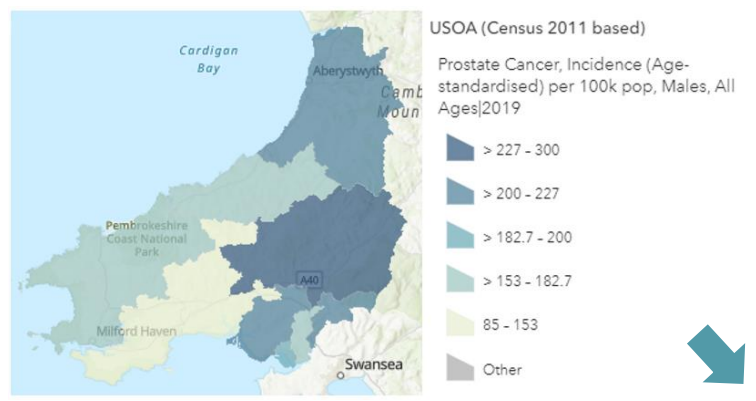 Cardigan
Bay
Aberystwyth
Camb
Moun
Pembrokeshire
Coast National
Park
A40
Milford Haven
Swansea
USOA (Census 2011 based)
Prostate Cancer, Incidence (Age-
standardised) per 100k pop, Males, All
Ages|2019
> 227 - 300
> 200 - 227
> 182.7 - 200
> 153 - 182.7
85 - 153
Other